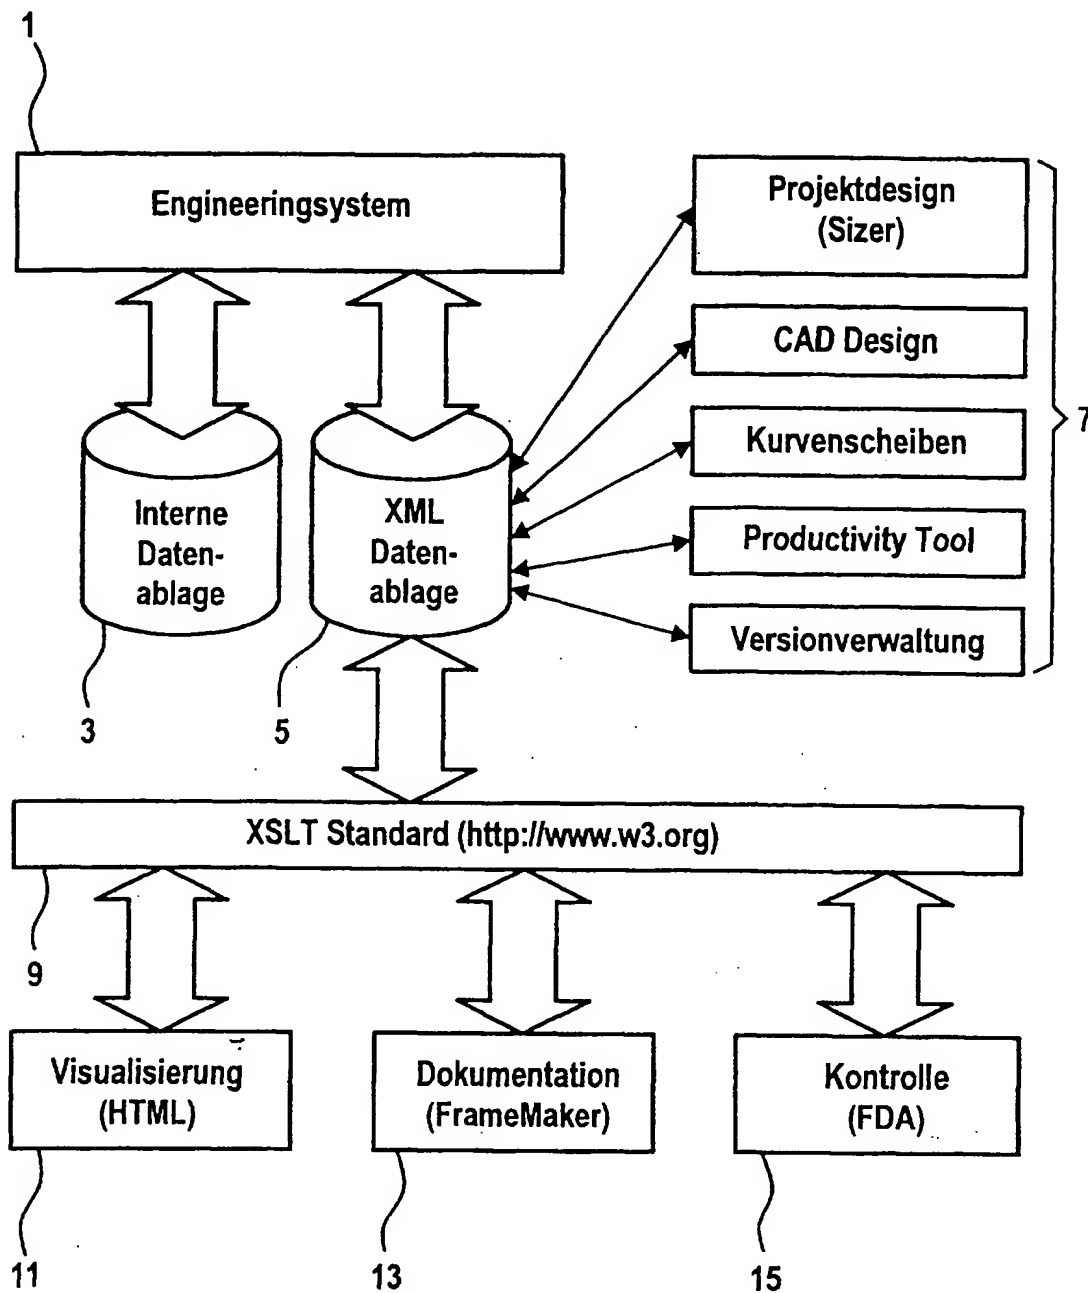 1
Engineeringsystem
Projektdesign
(Sizer)
CAD Design
Kurvenscheiben
Productivity Tool
Versionverwaltung
7
Interne
Daten-
ablage
XML
Daten-
ablage
3
5
XSLT Standard (http://www.w3.org)
9
Visualisierung
(HTML)
Dokumentation
(FrameMaker)
Kontrolle
(FDA)
11
13
15